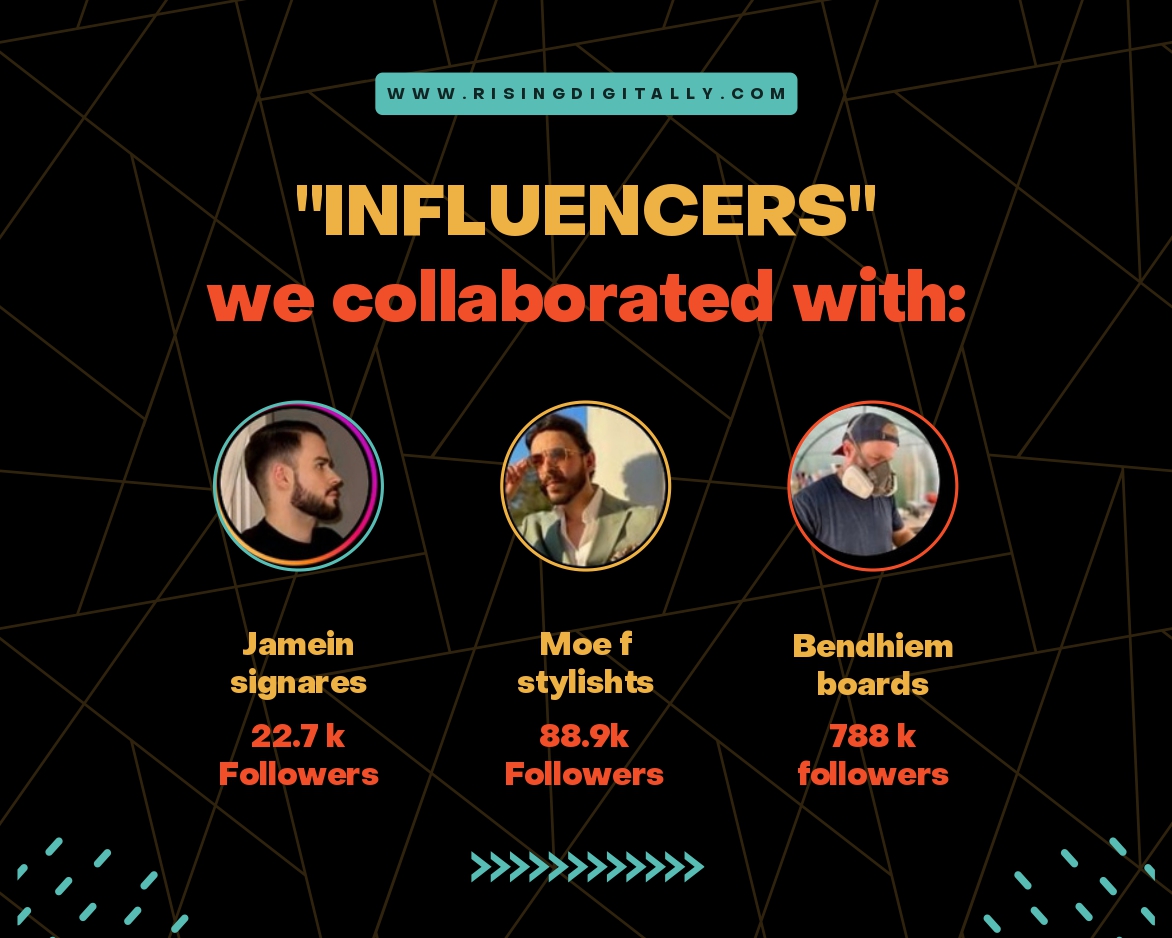 WWW.RISINGDIGITALLY.COM
"INFLUENCERS"
we collaborated with:
Jamein
signares
22.7 k
Followers
Moe f
stylishts
88.9k
Followers
Bendhiem
boards
788 k
followers